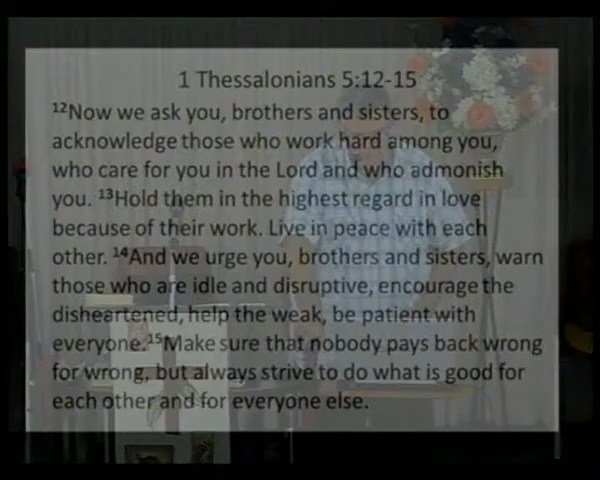 1 Thessalonians 5:12-15
¹²Now we ask you, brothers and sisters, to
acknowledge those who work hard among you,
who care for you in the Lord and who admonish
you. ¹³Hold them in the highest regard in love
because of their work. Live in peace with each
other. ¹⁴And we urge you, brothers and sisters, warn
those who are idle and disruptive, encourage the
disheartened, help the weak, be patient with
everyone.¹⁵Make sure that nobody pays back wrong
for wrong, but always strive to do what is good for
each other and for everyone else.